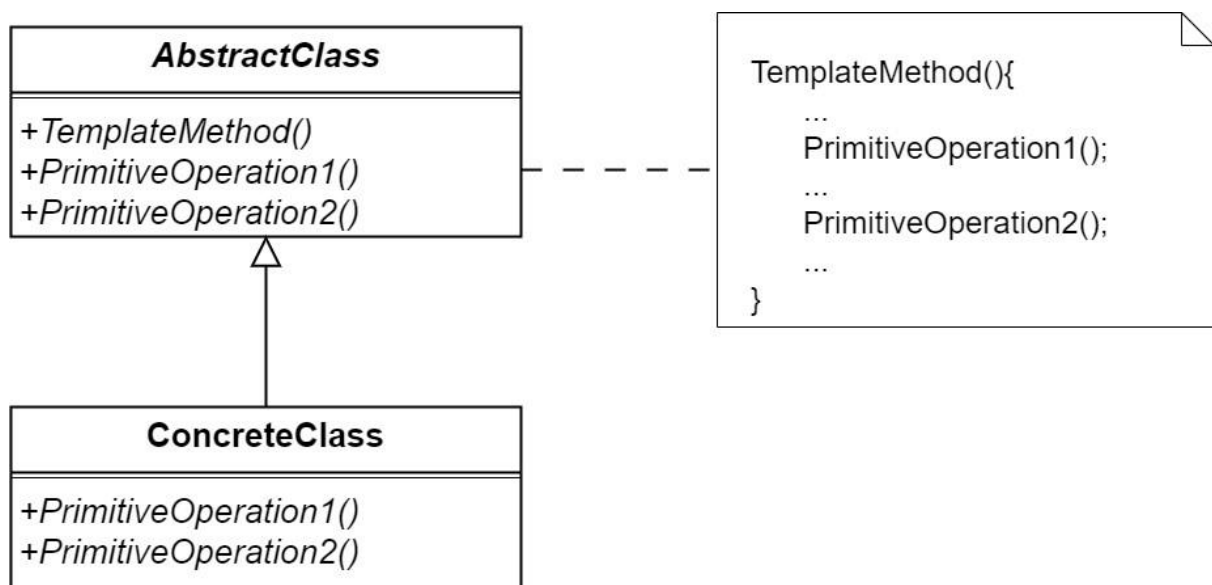 AbstractClass
+TemplateMethod()
+PrimitiveOperation1()
+PrimitiveOperation2()
TemplateMethod(){
...
PrimitiveOperation1();
...
PrimitiveOperation2();
...
}
ConcreteClass
+PrimitiveOperation1()
+PrimitiveOperation2()